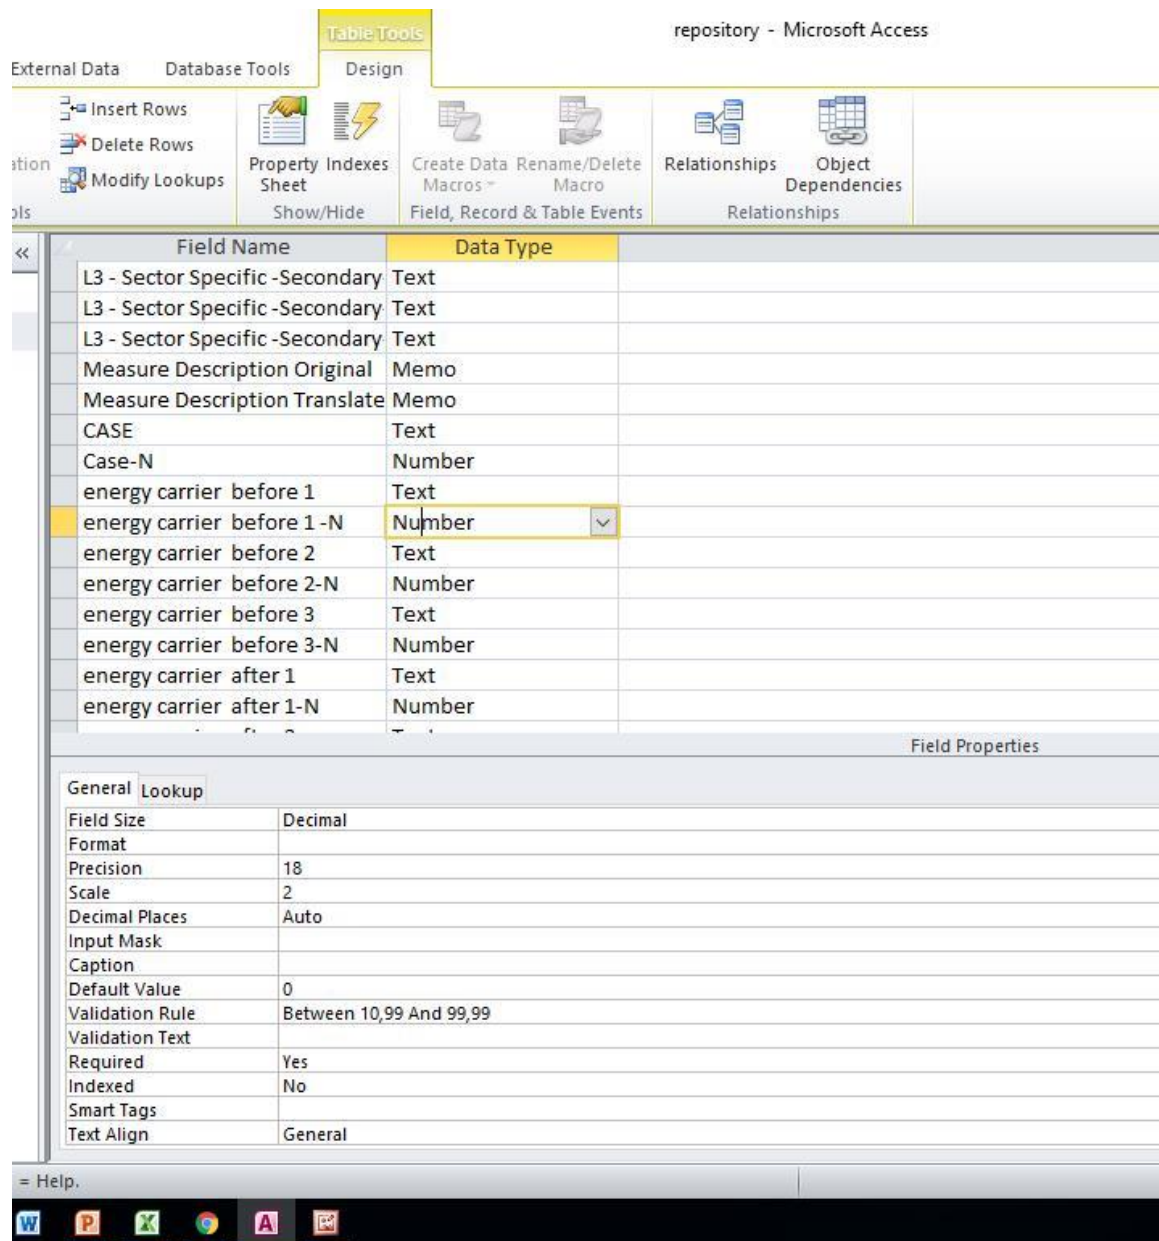 Table Tools
repository - Microsoft Access
External Data Database Tools Design
Insert Rows
Delete Rows
Modify Lookups
Property Sheet
Indexes
Create Data Macros
Rename/Delete Macro
Relationships
Object Dependencies
Show/Hide
Field, Record & Table Events
Relationships
Field Name Data Type
L3 - Sector Specific -Secondary Text
L3 - Sector Specific -Secondary Text
L3 - Sector Specific -Secondary Text
Measure Description Original Memo
Measure Description Translate Memo
CASE Text
Case-N Number
energy carrier before 1 Text
energy carrier before 1 -N Number
energy carrier before 2 Text
energy carrier before 2-N Number
energy carrier before 3 Text
energy carrier before 3-N Number
energy carrier after 1 Text
energy carrier after 1-N Number
Field Properties
General Lookup
Field Size Decimal
Format
Precision 18
Scale 2
Decimal Places Auto
Input Mask
Caption
Default Value 0
Validation Rule Between 10,99 And 99,99
Validation Text
Required Yes
Indexed No
Smart Tags
Text Align General
= Help.